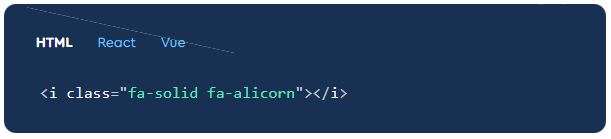 HTML React Vue
<i class="fa-solid fa-alicorn"></i>